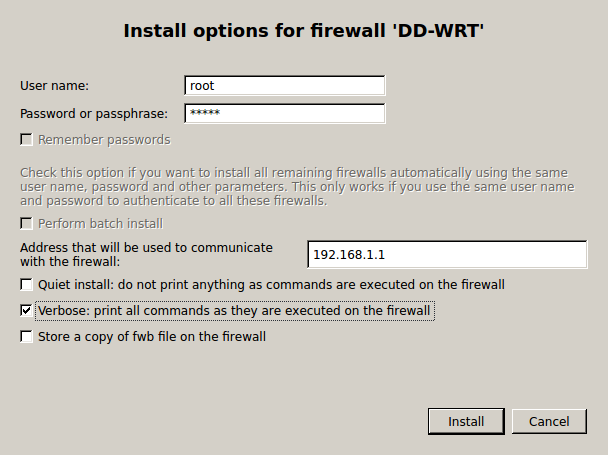 Install options for firewall 'DD-WRT'
User name:
root
Password or passphrase:
*****
Remember passwords
Check this option if you want to install all remaining firewalls automatically using the same
user name, password and other parameters. This only works if you use the same user name
and password to authenticate to all these firewalls.
Perform batch install
Address that will be used to communicate
with the firewall:
192.168.1.1
Quiet install: do not print anything as commands are executed on the firewall
Verbose: print all commands as they are executed on the firewall
Store a copy of fwb file on the firewall
Install
Cancel